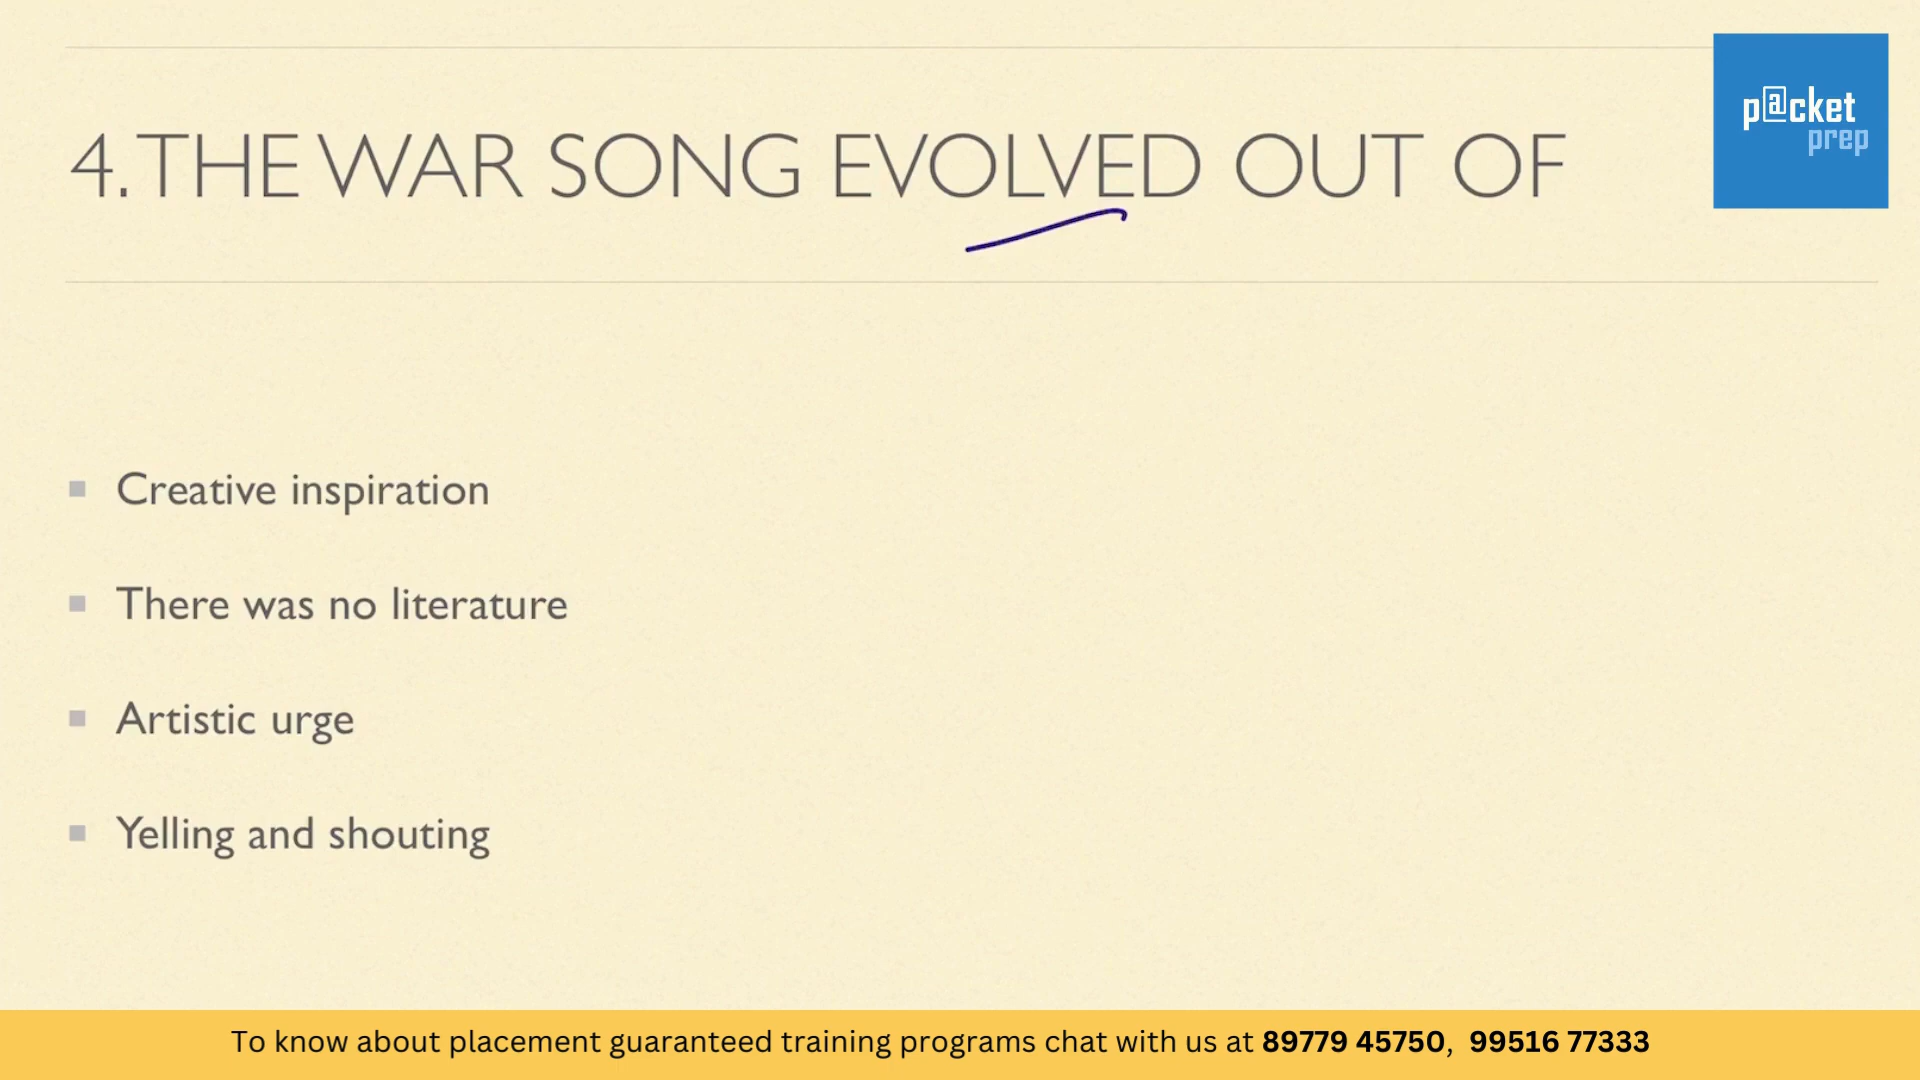 4. THE WAR SONG EVOLVED OUT OF
p@cket
prep
Creative inspiration
There was no literature
Artistic urge
Yelling and shouting
To know about placement guaranteed training programs chat with us at 89779 45750, 99516 77333